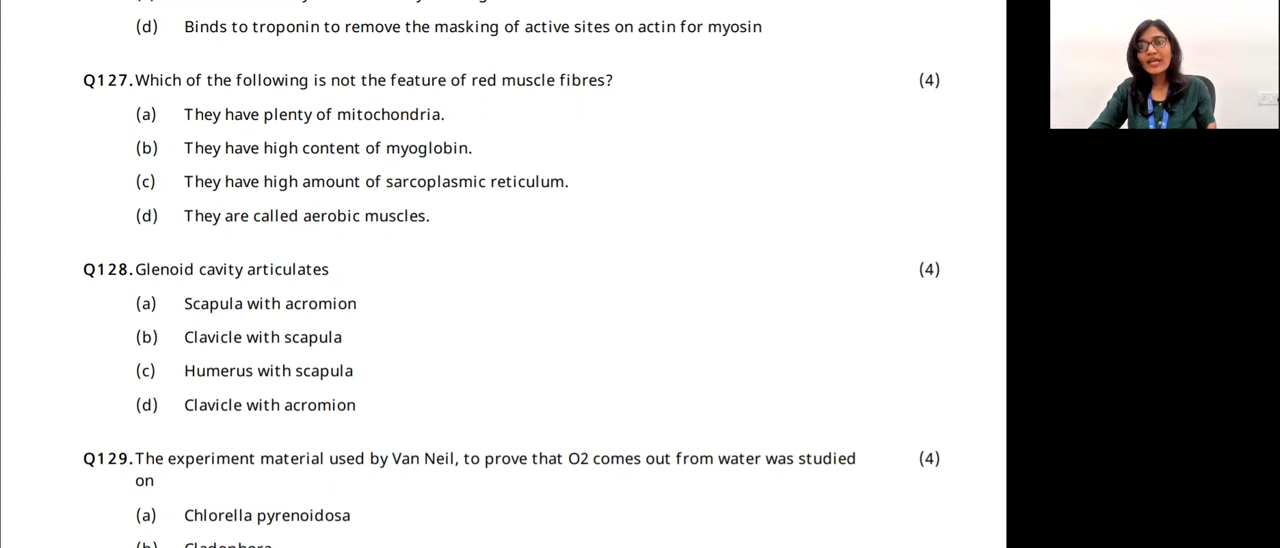 (d) Binds to troponin to remove the masking of active sites on actin for myosin
Q127. Which of the following is not the feature of red muscle fibres? (4)
(a) They have plenty of mitochondria.
(b) They have high content of myoglobin.
(c) They have high amount of sarcoplasmic reticulum.
(d) They are called aerobic muscles.
Q128. Glenoid cavity articulates (4)
(a) Scapula with acromion
(b) Clavicle with scapula
(c) Humerus with scapula
(d) Clavicle with acromion
Q129. The experiment material used by Van Neil, to prove that O2 comes out from water was studied (4)
on
(a) Chlorella pyrenoidosa
(b) Cladophora